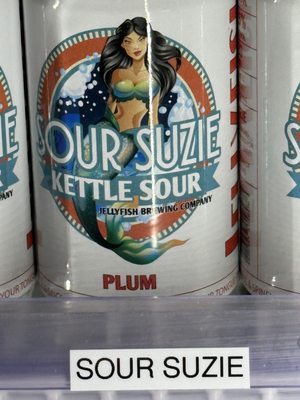 SOUR SUZIE
KETTLE SOUR
JELLYFISH BREWING COMPANY
PLUM
SOUR SUZIE